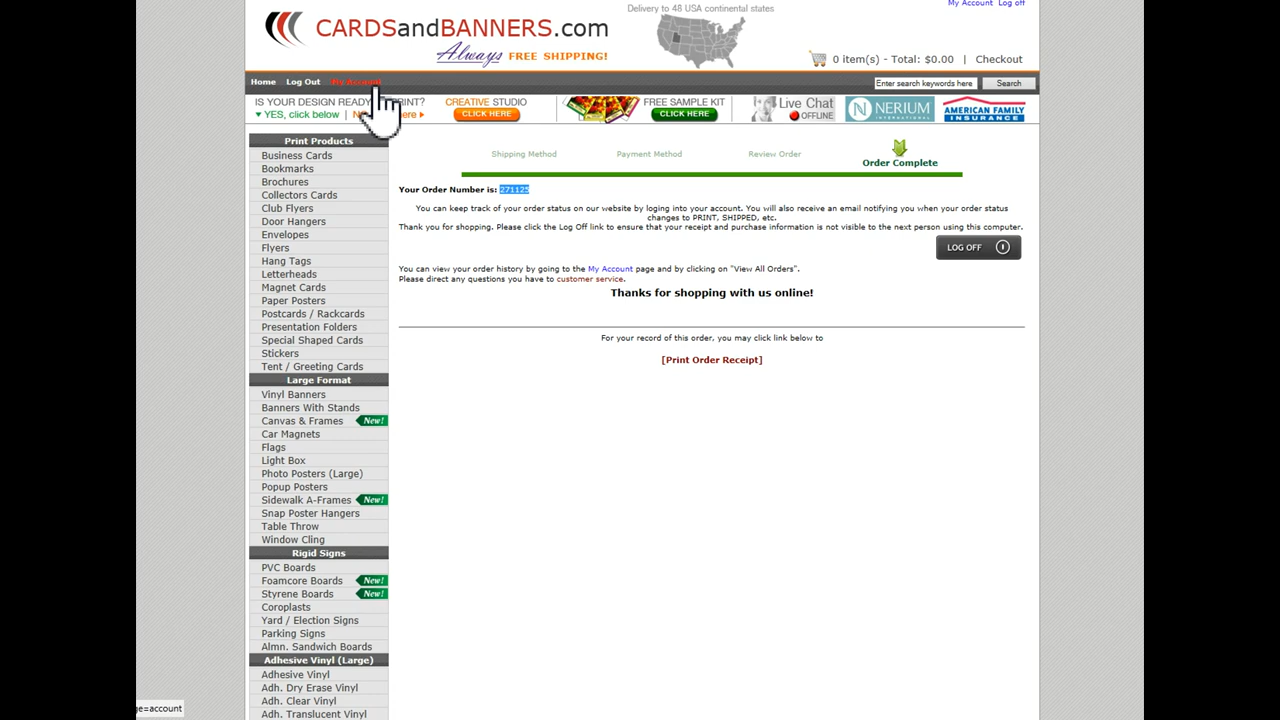 Delivery to 48 USA continental states
My Account Log off
CARDSandBANNERS.com
Always FREE SHIPPING!
0 item(s) - Total: $0.00 | Checkout
Home Log Out My Account
Enter search keywords here Search
IS YOUR DESIGN READY PRINT?
YES, click below | N here
CREATIVE STUDIO
CLICK HERE
FREE SAMPLE KIT
CLICK HERE
Live Chat
OFFLINE
N NERIUM
INTERNATIONAL
AMERICAN FAMILY
INSURANCE
Print Products
Business Cards
Bookmarks
Brochures
Collectors Cards
Club Flyers
Door Hangers
Envelopes
Flyers
Hang Tags
Letterheads
Magnet Cards
Paper Posters
Postcards / Rackcards
Presentation Folders
Special Shaped Cards
Stickers
Tent / Greeting Cards
Large Format
Vinyl Banners
Banners With Stands
Canvas & Frames New!
Car Magnets
Flags
Light Box
Photo Posters (Large)
Popup Posters
Sidewalk A-Frames New!
Snap Poster Hangers
Table Throw
Window Cling
Rigid Signs
PVC Boards
Foamcore Boards New!
Styrene Boards New!
Coroplasts
Yard / Election Signs
Parking Signs
Almn. Sandwich Boards
Adhesive Vinyl (Large)
Adhesive Vinyl
Adh. Dry Erase Vinyl
Adh. Clear Vinyl
Adh. Translucent Vinyl
Shipping Method Payment Method Review Order Order Complete
Your Order Number is: 271125
You can keep track of your order status on our website by loging into your account. You will also receive an email notifying you when your order status
changes to PRINT, SHIPPED, etc.
Thank you for shopping. Please click the Log Off link to ensure that your receipt and purchase information is not visible to the next person using this computer.
LOG OFF
You can view your order history by going to the My Account page and by clicking on "View All Orders".
Please direct any questions you have to customer service.
Thanks for shopping with us online!
For your record of this order, you may click link below to
[Print Order Receipt]
ge=account